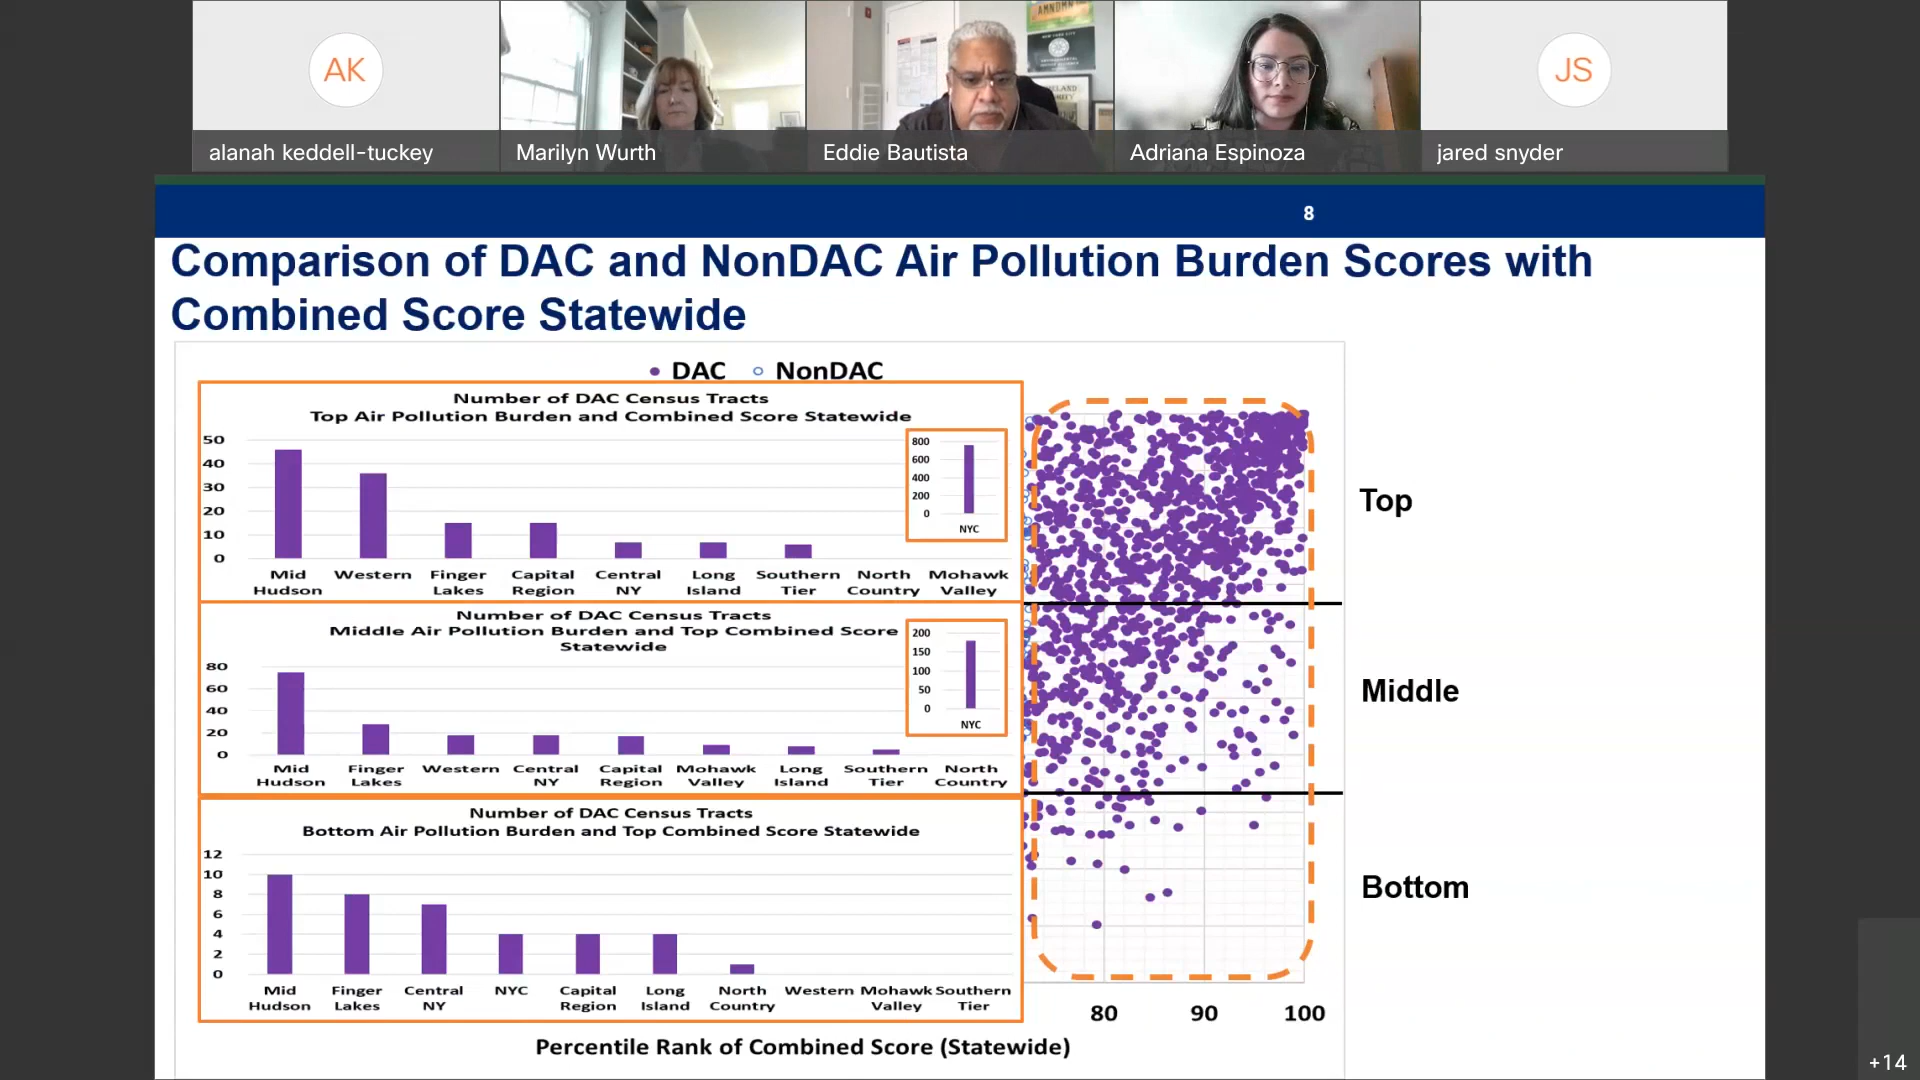 AK
JS
alanah keddell-tuckey
Marilyn Wurth
Eddie Bautista
Adriana Espinoza
jared snyder
8
Comparison of DAC and NonDAC Air Pollution Burden Scores with
Combined Score Statewide
DAC NonDAC
Number of DAC Census Tracts
Top Air Pollution Burden and Combined Score Statewide
50
40
30
20
10
0
Mid Hudson
Western
Finger Lakes
Capital Region
Central NY
Long Island
Southern Tier
North Country
Mohawk Valley
800
600
400
200
0
NYC
Top
Number of DAC Census Tracts
Middle Air Pollution Burden and Top Combined Score
Statewide
80
60
40
20
0
Mid Hudson
Finger Lakes
Western
Central NY
Capital Region
Mohawk Valley
Long Island
Southern Tier
North Country
200
150
100
50
0
NYC
Middle
Number of DAC Census Tracts
Bottom Air Pollution Burden and Top Combined Score Statewide
12
10
8
6
4
2
0
Mid Hudson
Finger Lakes
Central NY
NYC
Capital Region
Long Island
North Country
Western
Mohawk Valley
Southern Tier
Bottom
80 90 100
Percentile Rank of Combined Score (Statewide)
+14